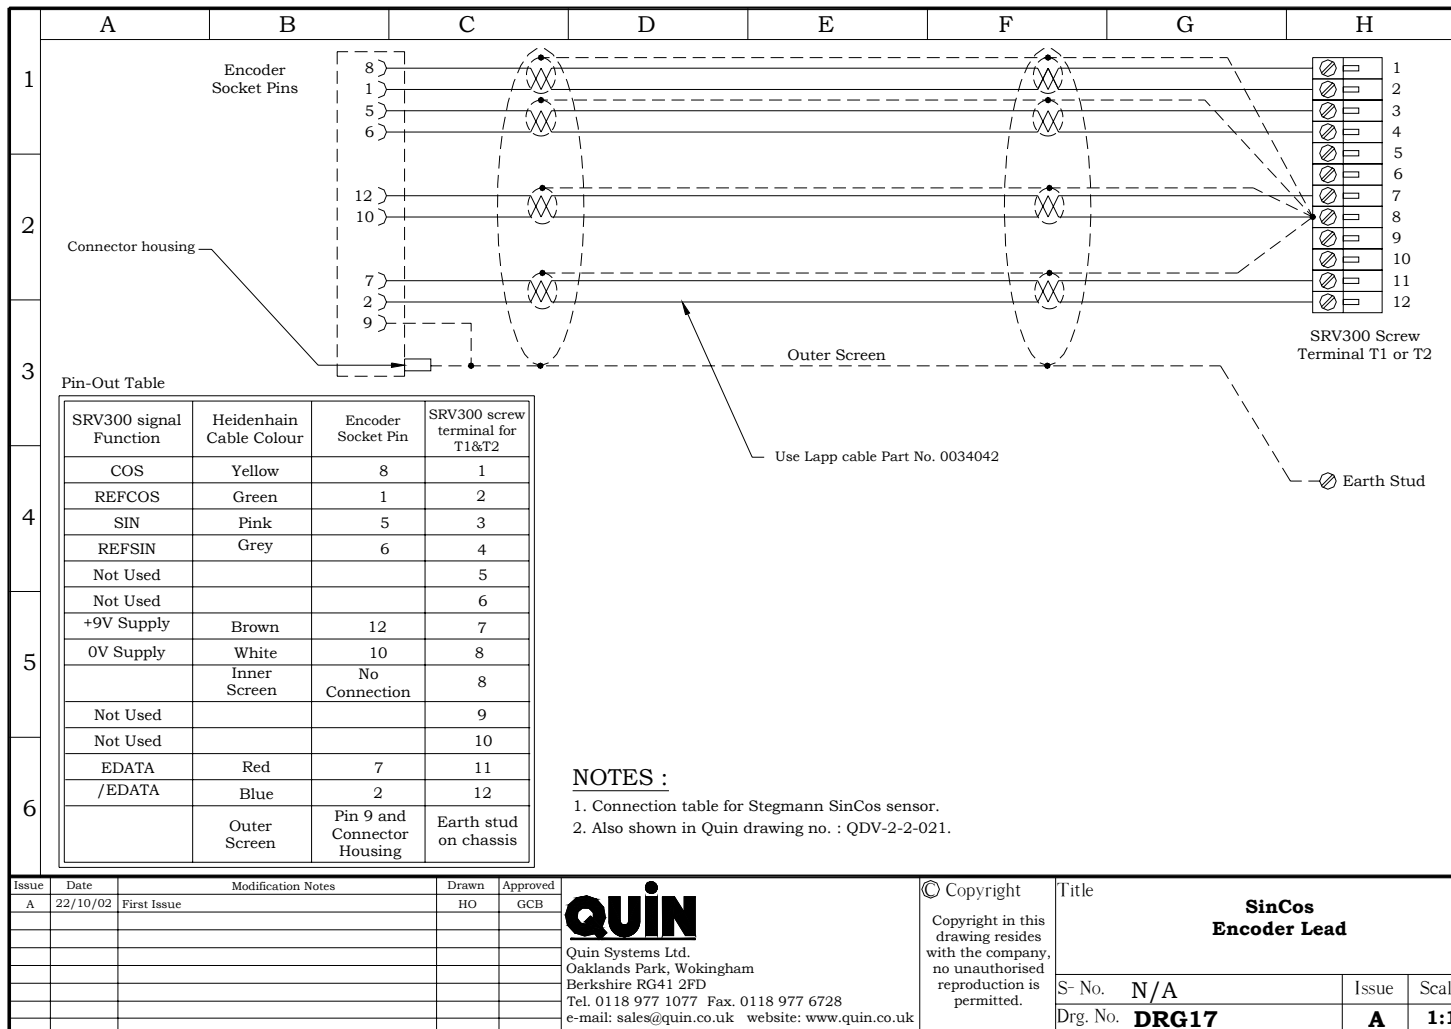 A B C D E F G H
1
2
3
4
5
6
Encoder
Socket Pins
8
1
5
6
12
10
7
2
9
Connector housing
1
2
3
4
5
6
7
8
9
10
11
12
SRV300 Screw
Terminal T1 or T2
Outer Screen
Use Lapp cable Part No. 0034042
Earth Stud
Pin-Out Table
SRV300 signal Function | Heidenhain Cable Colour | Encoder Socket Pin | SRV300 screw terminal for T1&T2
COS Yellow 8 1
REFCOS Green 1 2
SIN Pink 5 3
REFSIN Grey 6 4
Not Used 5
Not Used 6
+9V Supply Brown 12 7
0V Supply White 10 8
Inner Screen No Connection 8
Not Used 9
Not Used 10
EDATA Red 7 11
/EDATA Blue 2 12
Outer Screen Pin 9 and Connector Housing Earth stud on chassis
NOTES :
1. Connection table for Stegmann SinCos sensor.
2. Also shown in Quin drawing no. : QDV-2-2-021.
Issue Date Modification Notes Drawn Approved
A 22/10/02 First Issue HO GCB
QUIN
Quin Systems Ltd.
Oaklands Park, Wokingham
Berkshire RG41 2FD
Tel. 0118 977 1077 Fax. 0118 977 6728
e-mail: sales@quin.co.uk website: www.quin.co.uk
© Copyright
Copyright in this
drawing resides
with the company,
no unauthorised
reproduction is
permitted.
Title
SinCos
Encoder Lead
S- No. N/A
Issue Scal
Drg. No. DRG17
A 1:1